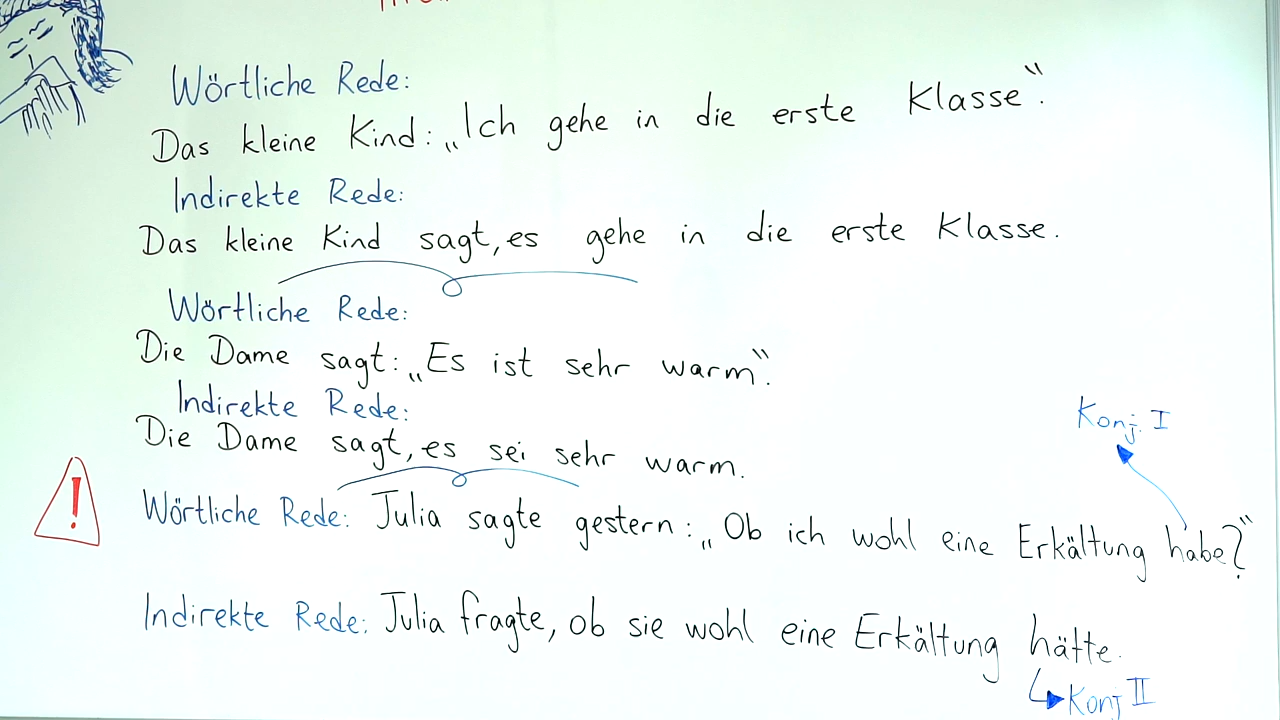 Wörtliche Rede:
Das kleine Kind: „Ich gehe in die erste Klasse“.
Indirekte Rede:
Das kleine Kind sagt, es gehe in die erste Klasse.
Wörtliche Rede:
Die Dame sagt: „Es ist sehr warm“.
Indirekte Rede:
Die Dame sagt, es sei sehr warm.
Konj. I
!
Wörtliche Rede: Julia sagte gestern: „Ob ich wohl eine Erkältung habe?“
Indirekte Rede: Julia fragte, ob sie wohl eine Erkältung hätte.
Konj II